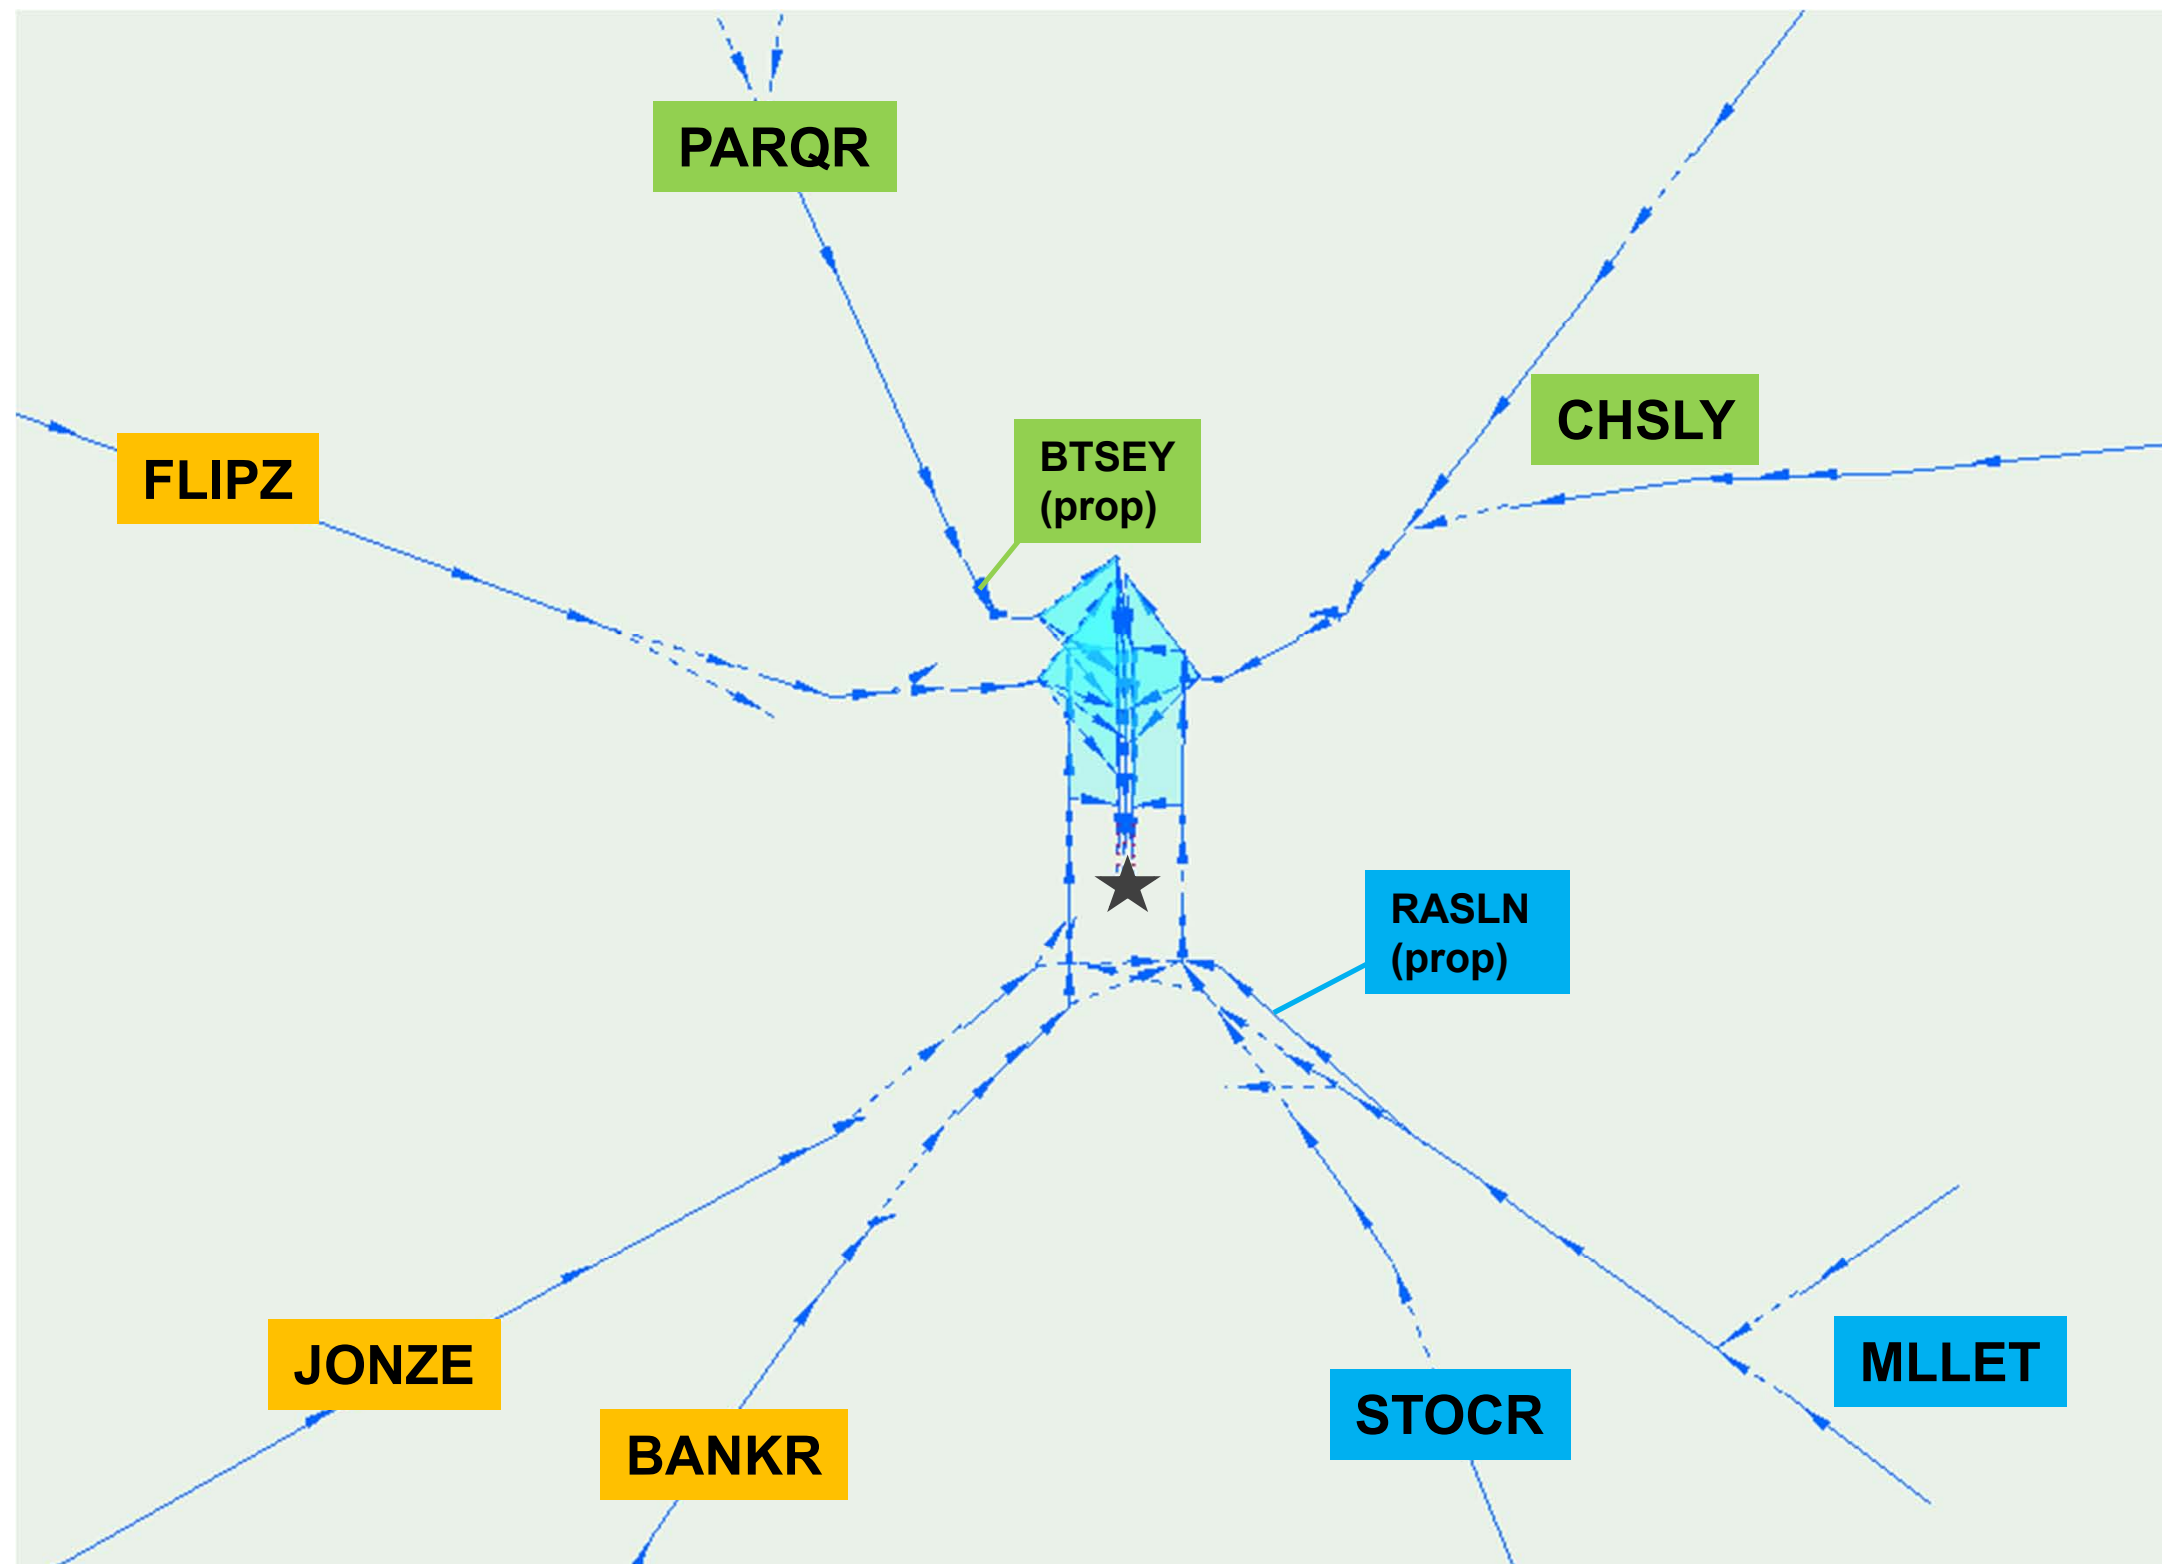 PARQR
CHSLY
BTSEY
(prop)
FLIPZ
RASLN
(prop)
JONZE
MLLET
STOCR
BANKR